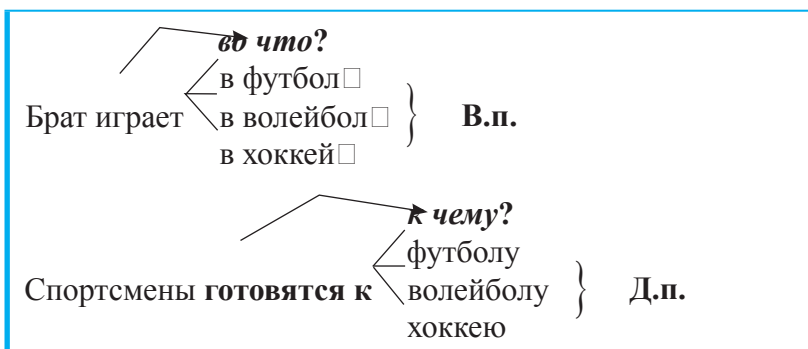 во что?
в футбол□
Брат играет в волейбол□ } В.п.
в хоккей□
к чему?
футболу
Спортсмены готовятся к волейболу } Д.п.
хоккею